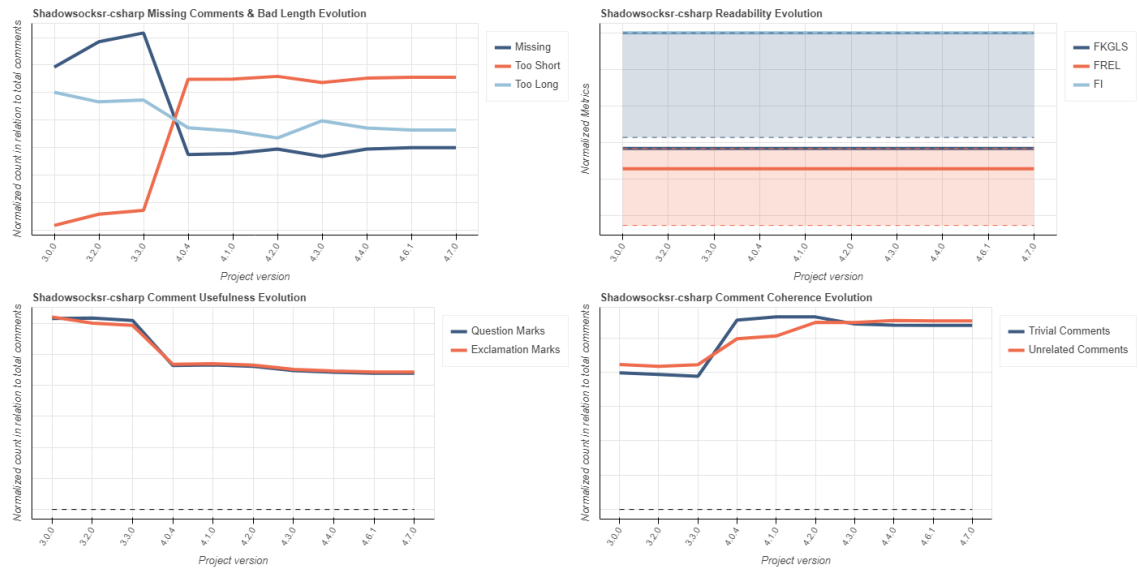 Shadowsocksr-csharp Missing Comments & Bad Length Evolution
Normalized count in relation to total comments
Missing
Too Short
Too Long
3.0.0
3.2.0
3.3.0
4.0.4
4.1.0
4.2.0
4.3.0
4.4.0
4.6.1
4.7.0
Project version
Shadowsocksr-csharp Readability Evolution
Normalized Metrics
FKGLS
FREL
FI
3.0.0
3.2.0
3.3.0
4.0.4
4.1.0
4.2.0
4.3.0
4.4.0
4.6.1
4.7.0
Project version
Shadowsocksr-csharp Comment Usefulness Evolution
Normalized count in relation to total comments
Question Marks
Exclamation Marks
3.0.0
3.2.0
3.3.0
4.0.4
4.1.0
4.2.0
4.3.0
4.4.0
4.6.1
4.7.0
Project version
Shadowsocksr-csharp Comment Coherence Evolution
Normalized count in relation to total comments
Trivial Comments
Unrelated Comments
3.0.0
3.2.0
3.3.0
4.0.4
4.1.0
4.2.0
4.3.0
4.4.0
4.6.1
4.7.0
Project version